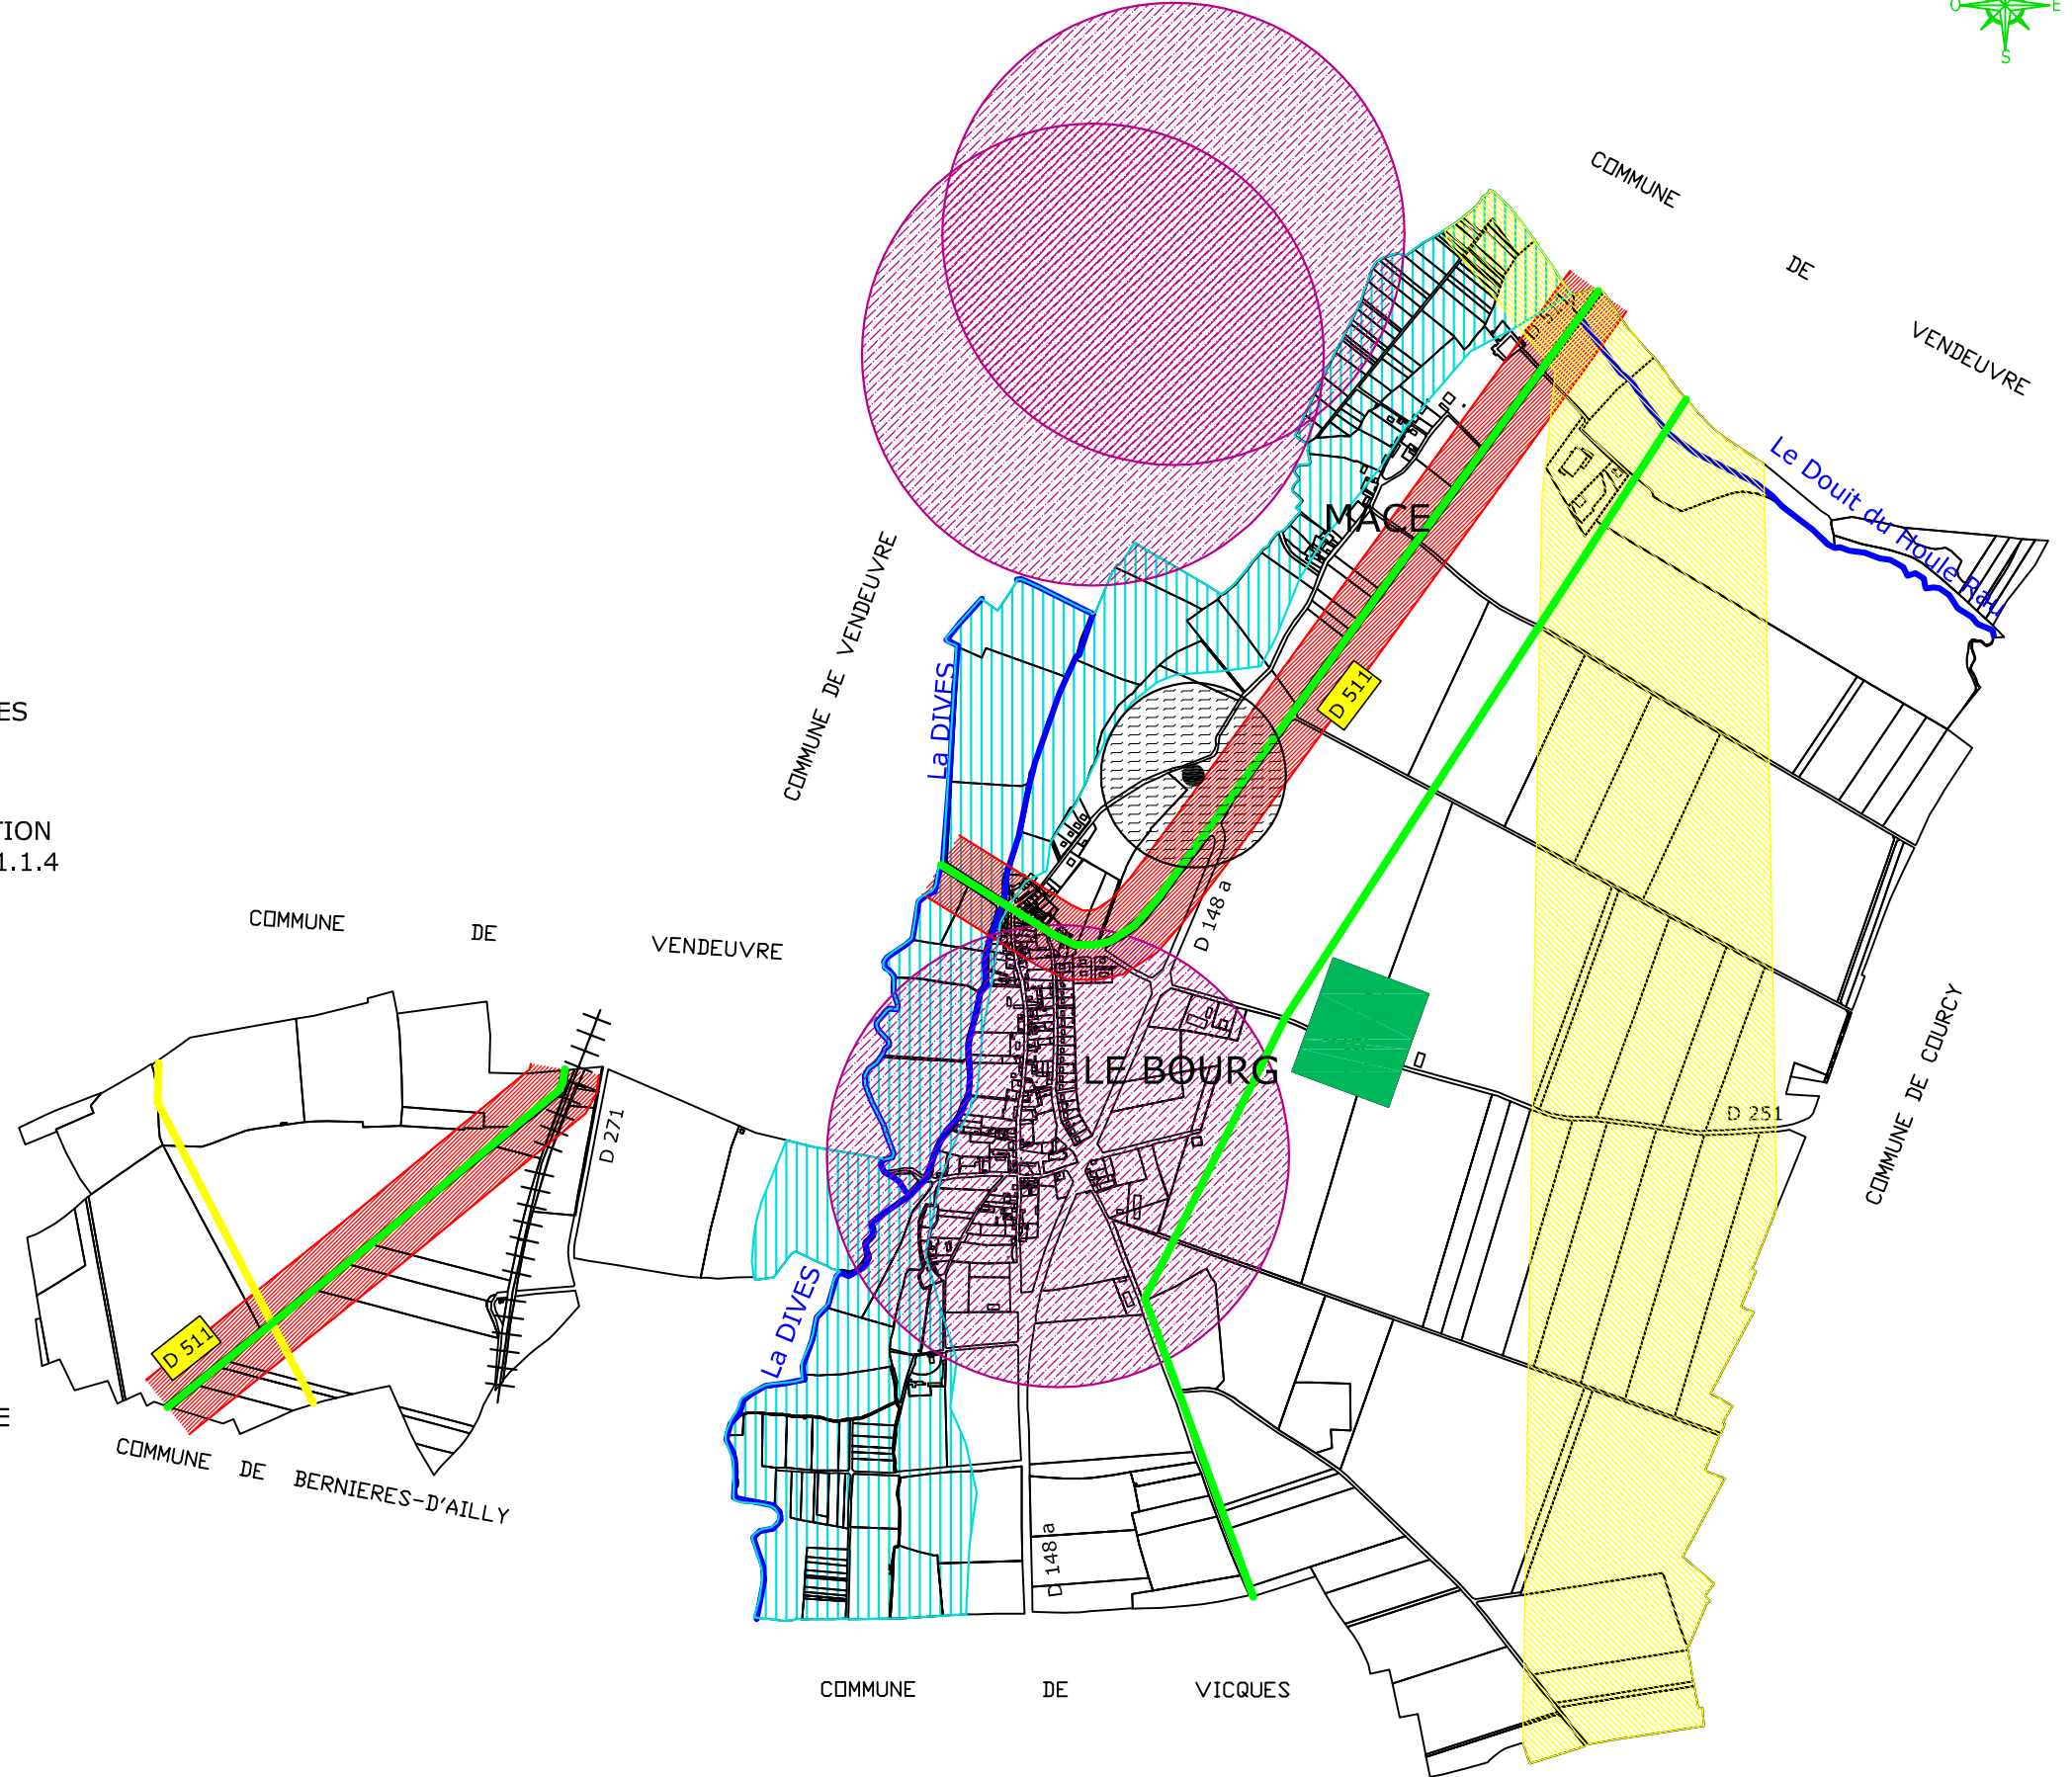 O E
S
COMMUNE
DE
VENDEUVRE
Le Douit du Houle Rau
MACE
COMMUNE DE VENDEUVRE
La DIVES
D 511
ES
TION
1.1.4
D 148 a
COMMUNE DE VENDEUVRE
LE BOURG
D 251
COMMUNE DE COURCY
D 271
La DIVES
D 511
E
COMMUNE DE BERNIERES-D'AILLY
D 148a
COMMUNE DE VICQUES